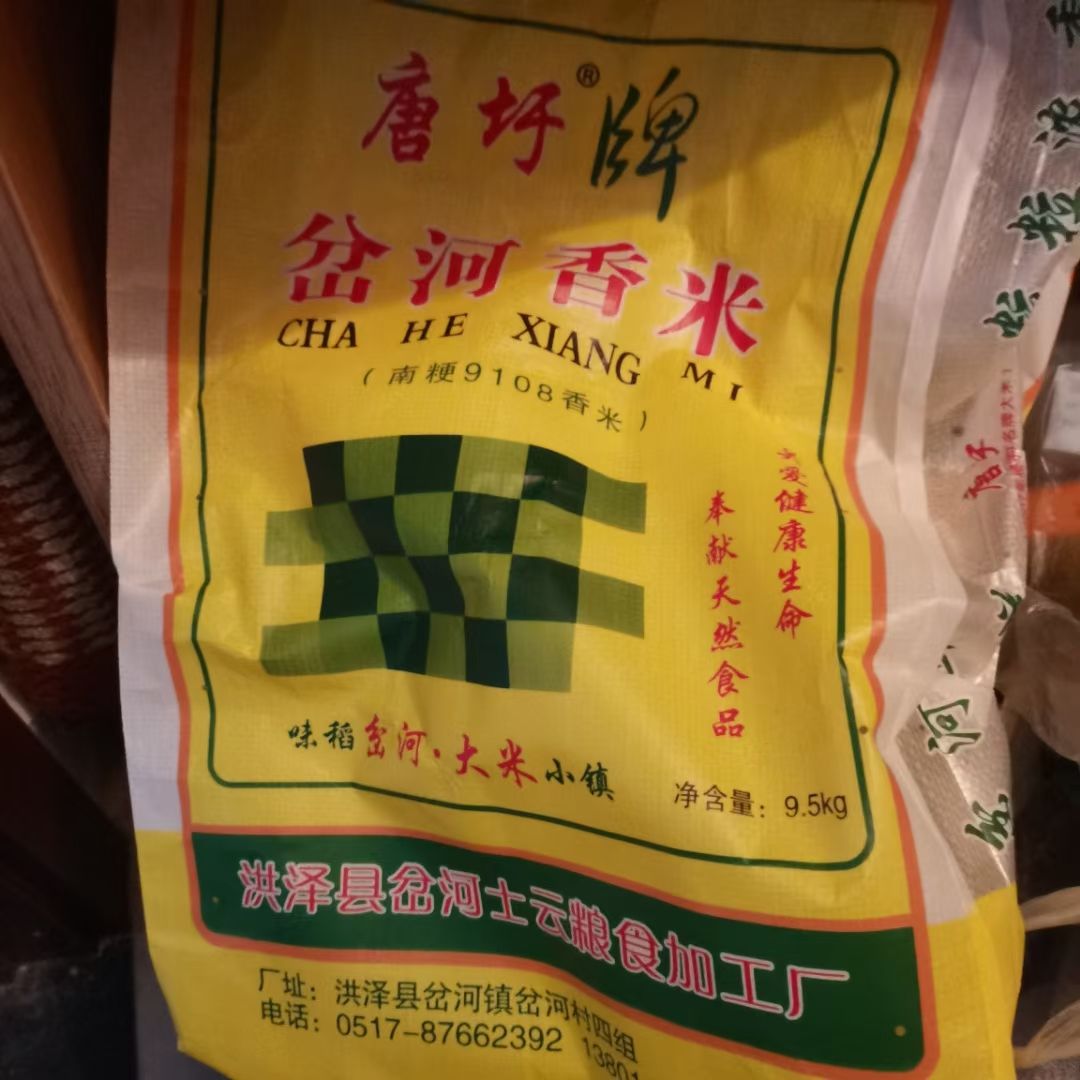 唐圩®牌
岔河香米
CHA HE XIANG MI
（南粳9108香米）
爱健康生命
奉献天然食品
味稻岔河·大米小镇
净含量：9.5kg
洪泽县岔河士云粮食加工厂
厂址：洪泽县岔河镇岔河村四组
电话：0517-87662392 1380